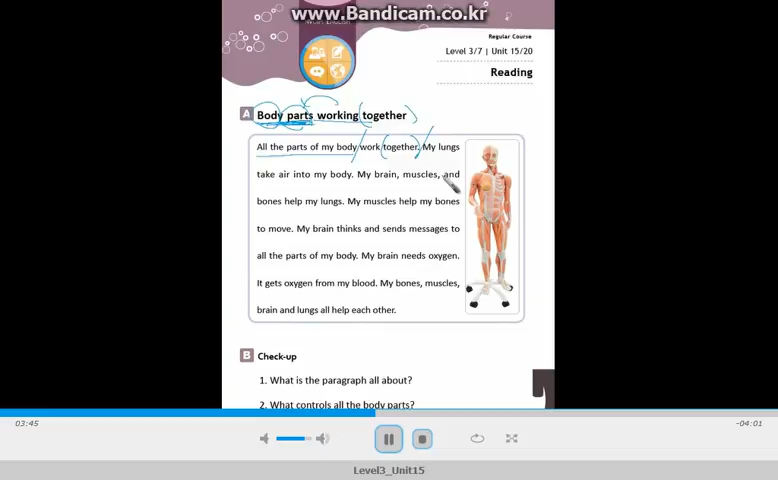 www.Bandicam.co.kr
Regular Course
Level 3/7 | Unit 15/20
Reading
A Body parts working together
All the parts of my body work together. My lungs
take air into my body. My brain, muscles, and
bones help my lungs. My muscles help my bones
to move. My brain thinks and sends messages to
all the parts of my body. My brain needs oxygen.
It gets oxygen from my blood. My bones, muscles,
brain and lungs all help each other.
B Check-up
1. What is the paragraph all about?
2. What controls all the body parts?
03:45
-04:01
Level3_Unit15